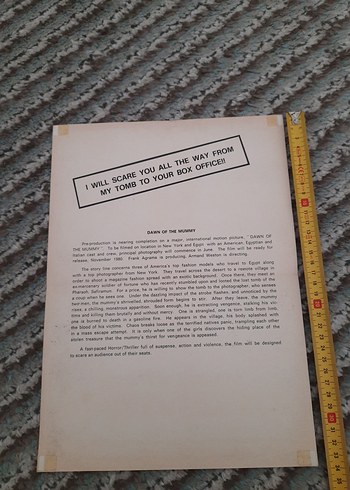 I WILL SCARE YOU ALL THE WAY FROM
MY TOMB TO YOUR BOX OFFICE!!
DAWN OF THE MUMMY
Pre-production is nearing completion on a major, international motion picture, "DAWN OF
THE MUMMY". To be filmed on location in New York and Egypt with an American, Egyptian and
Italian cast and crew, principal photography will commence in June. The film will be ready for
release, November 1980. Frank Agrama is producing, Armand Weston is directing.
The story line concerns three of America's top fashion models who travel to Egypt along
with a top photographer from New York. They travel across the desert to a remote village in
order to shoot a magazine fashion spread with an exotic background. Once there, they meet an
ex-mercenary soldier of fortune who has recently stumbled upon and looted the lost tomb of the
Pharaoh, Safiraman. For a price, he is willing to show the tomb to the photographer, who senses
a coup when he sees one. Under the dazzling impact of the strobe flashes and unnoticed by the
busy men, the mummy's shrivelled, shrouded form begins to stir. After they leave, the mummy
rises, a chilling, monstrous apparition. Soon enough, he is extracting vengeance, stalking his vic-
tims and killing them brutally and without mercy. One is strangled, one is torn limb from limb,
one is burned to death in a gasoline fire. He appears in the village, his body splashed with
the blood of his victims. Chaos breaks loose as the terrified natives panic, trampling each other
in a mass escape attempt. It is only when one of the girls discovers the hiding place of the
stolen treasure that the mummy's thirst for vengeance is appeased.
A fast-paced Horror/Thriller full of suspense, action and violence, the film will be designed
to scare an audience out of their seats.